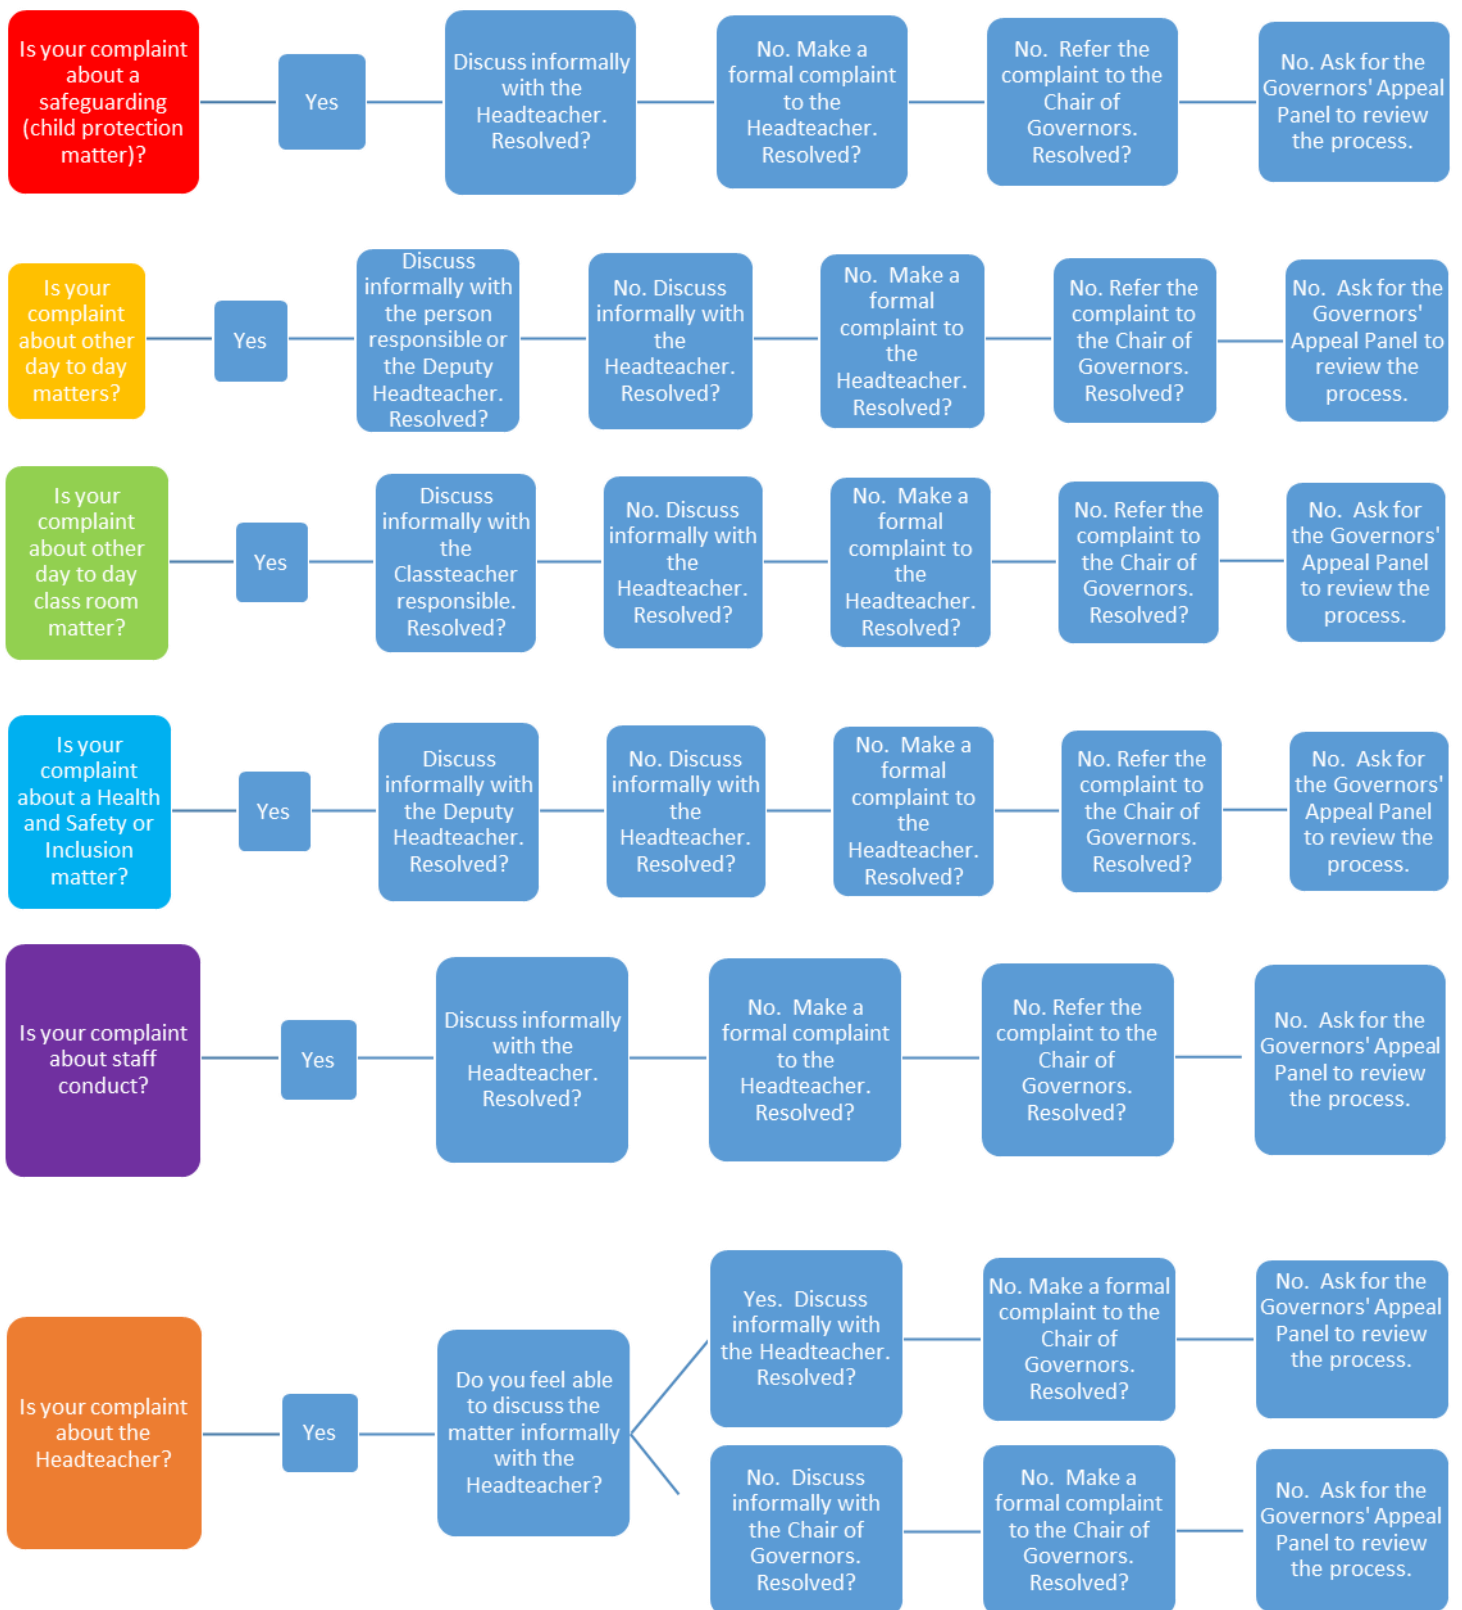 Is your complaint
about a
safeguarding
(child protection
matter)?
Yes
Discuss informally
with the
Headteacher.
Resolved?
No. Make a
formal complaint
to the
Headteacher.
Resolved?
No.  Refer the
complaint to the
Chair of
Governors.
Resolved?
No. Ask for the
Governors' Appeal
Panel to review
the process.
Is your
complaint
about other
day to day
matters?
Yes
Discuss
informally with
the person
responsible or
the Deputy
Headteacher.
Resolved?
No. Discuss
informally with
the
Headteacher.
Resolved?
No.  Make a
formal
complaint to
the
Headteacher.
Resolved?
No. Refer the
complaint to
the Chair of
Governors.
Resolved?
No.  Ask for the
Governors'
Appeal Panel to
review the
process.
Is your
complaint
about other
day to day
class room
matter?
Yes
Discuss
informally with
the
Classteacher
responsible.
Resolved?
No. Discuss
informally with
the
Headteacher.
Resolved?
No.  Make a
formal
complaint to
the
Headteacher.
Resolved?
No. Refer the
complaint to
the Chair of
Governors.
Resolved?
No.  Ask for
the Governors'
Appeal Panel
to review the
process.
Is your
complaint
about a Health
and Safety or
Inclusion
matter?
Yes
Discuss
informally with
the Deputy
Headteacher.
Resolved?
No. Discuss
informally with
the
Headteacher.
Resolved?
No.  Make a
formal
complaint to
the
Headteacher.
Resolved?
No. Refer the
complaint to
the Chair of
Governors.
Resolved?
No.  Ask for
the Governors'
Appeal Panel
to review the
process.
Is your complaint
about staff
conduct?
Yes
Discuss informally
with the
Headteacher.
Resolved?
No.  Make a
formal complaint
to the
Headteacher.
Resolved?
No. Refer the
complaint to the
Chair of
Governors.
Resolved?
No.  Ask for the
Governors' Appeal
Panel to review
the process.
Is your complaint
about the
Headteacher?
Yes
Do you feel able
to discuss the
matter informally
with the
Headteacher?
Yes.  Discuss
informally with
the Headteacher.
Resolved?
No. Make a formal
complaint to the
Chair of
Governors.
Resolved?
No.  Ask for the
Governors' Appeal
Panel to review
the process.
No.  Discuss
informally with
the Chair of
Governors.
Resolved?
No.  Make a
formal complaint
to the Chair of
Governors.
Resolved?
No.  Ask for the
Governors' Appeal
Panel to review
the process.